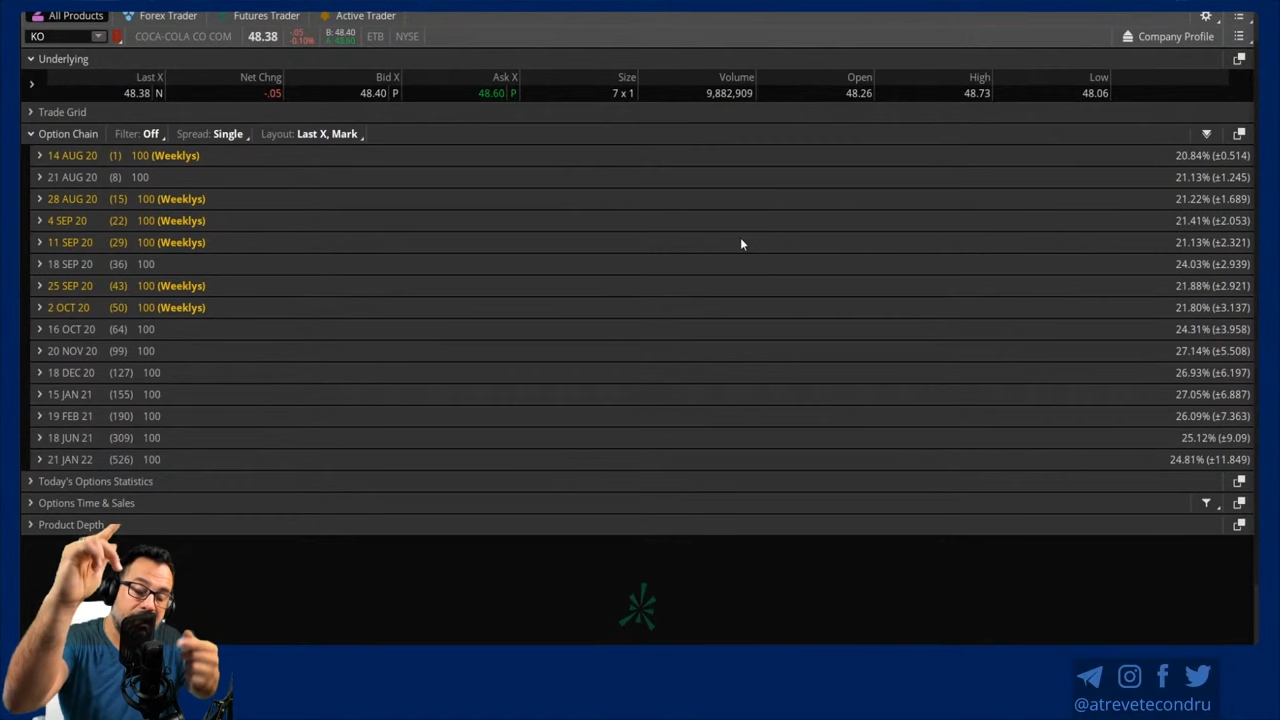 All Products Forex Trader Futures Trader Active Trader
KO COCA-COLA CO COM 48.38 -.05 -0.10% B: 48.40 A: 48.60 ETB NYSE Company Profile
Underlying
Last X Net Chng Bid X Ask X Size Volume Open High Low
48.38 N -.05 48.40 P 48.60 P 7 x 1 9,882,909 48.26 48.73 48.06
Trade Grid
Option Chain Filter: Off Spread: Single Layout: Last X, Mark
14 AUG 20 (1) 100 (Weeklys) 20.84% (±0.514)
21 AUG 20 (8) 100 21.13% (±1.245)
28 AUG 20 (15) 100 (Weeklys) 21.22% (±1.689)
4 SEP 20 (22) 100 (Weeklys) 21.41% (±2.053)
11 SEP 20 (29) 100 (Weeklys) 21.13% (±2.321)
18 SEP 20 (36) 100 24.03% (±2.939)
25 SEP 20 (43) 100 (Weeklys) 21.88% (±2.921)
2 OCT 20 (50) 100 (Weeklys) 21.80% (±3.137)
16 OCT 20 (64) 100 24.31% (±3.958)
20 NOV 20 (99) 100 27.14% (±5.508)
18 DEC 20 (127) 100 26.93% (±6.197)
15 JAN 21 (155) 100 27.05% (±6.887)
19 FEB 21 (190) 100 26.09% (±7.363)
18 JUN 21 (309) 100 25.12% (±9.09)
21 JAN 22 (526) 100 24.81% (±11.849)
Today's Options Statistics
Options Time & Sales
Product Depth
@atrevetecondru